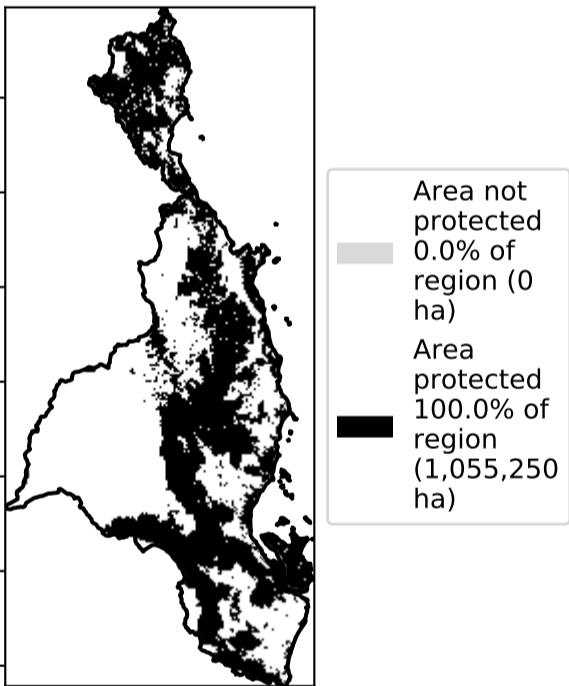 Area not
protected
0.0% of
region (0
ha)
Area
protected
100.0% of
region
(1,055,250
ha)